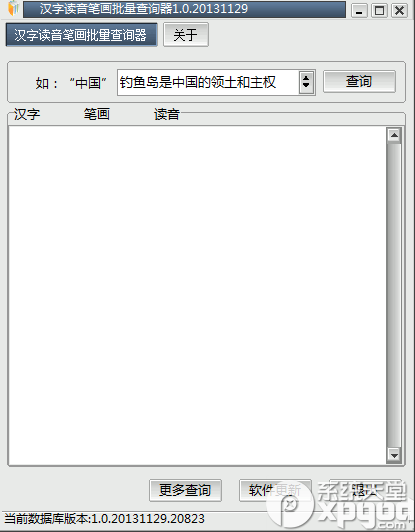 汉字读音笔画批量查询器1.0.20131129
汉字读音笔画批量查询器 关于
如：“中国” 钓鱼岛是中国的领土和主权 查询
汉字 笔画 读音
更多查询 软件更新 退出
系统天堂
xpgbc
当前数据库版本:1.0.20131129.20823